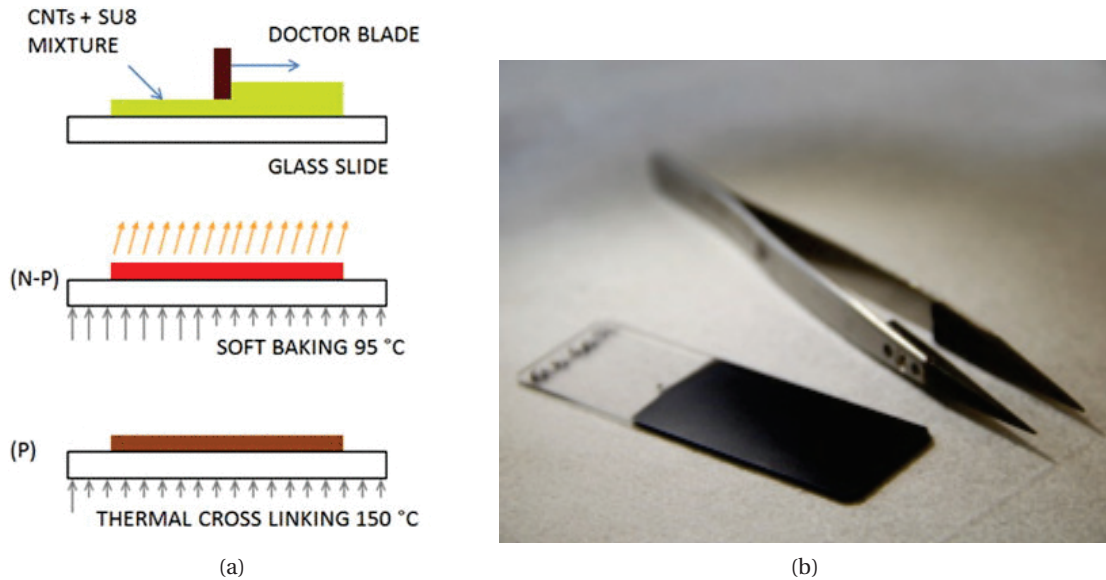 CNTs + SU8
MIXTURE
DOCTOR BLADE
GLASS SLIDE
(N-P)
SOFT BAKING 95 °C
(P)
THERMAL CROSS LINKING 150 °C
(a)
(b)